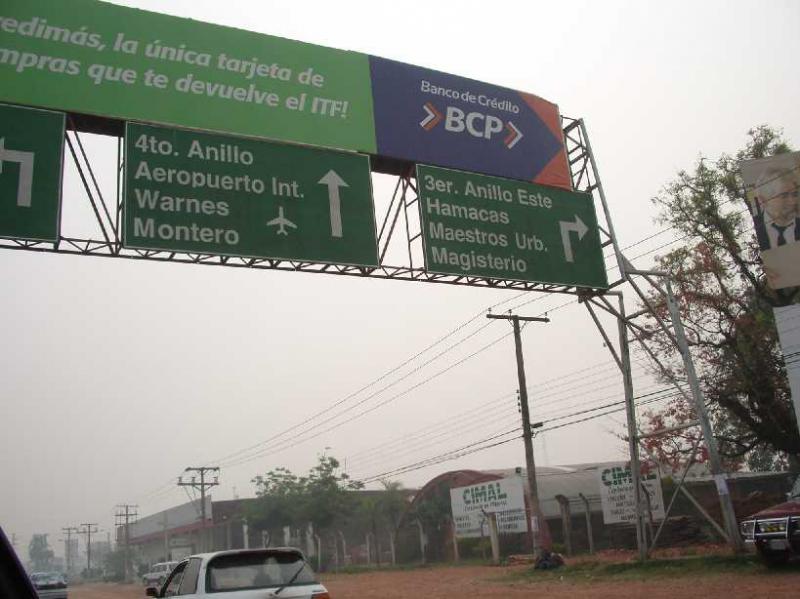 redimás, la única tarjeta de
mpras que te devuelve el ITF!
Banco de Crédito
BCP
4to. Anillo
Aeropuerto Int.
Warnes
Montero
3er. Anillo Este
Hamacas
Maestros Urb.
Magisterio
CIMAL
CIMAL